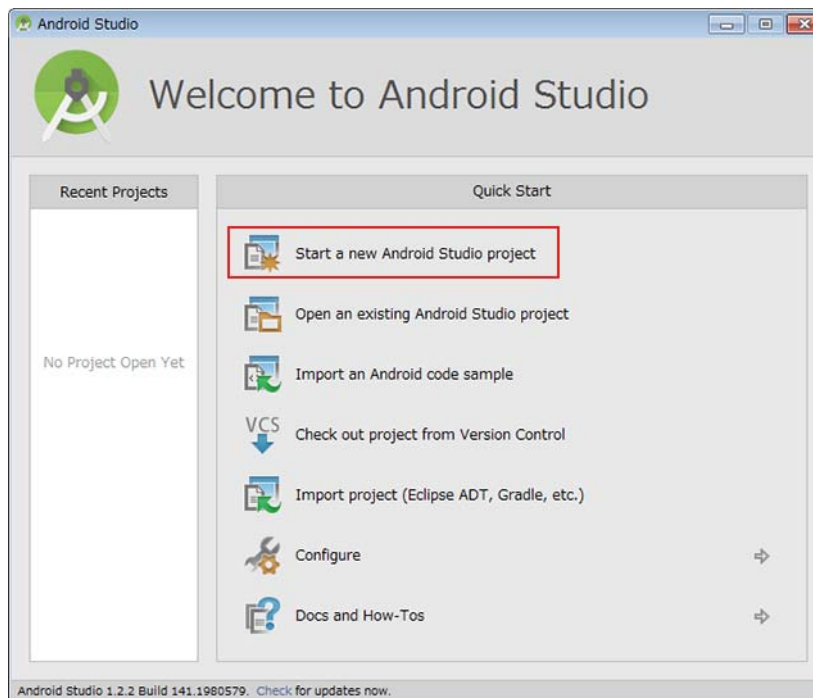 Android Studio
Welcome to Android Studio
Recent Projects
No Project Open Yet
Quick Start
Start a new Android Studio project
Open an existing Android Studio project
Import an Android code sample
VCS
Check out project from Version Control
Import project (Eclipse ADT, Gradle, etc.)
Configure
Docs and How-Tos
Android Studio 1.2.2 Build 141.1980579. Check for updates now.